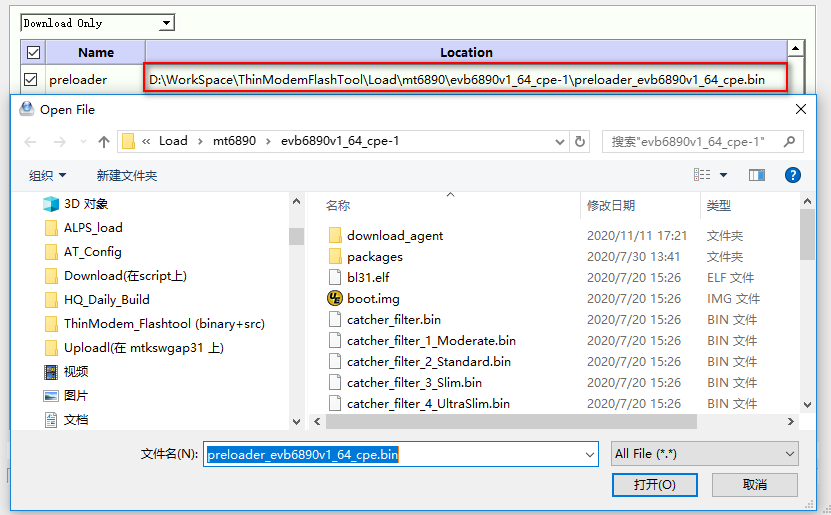 Download Only
Name Location
preloader D:\WorkSpace\ThinModemFlashTool\Load\mt6890\evb6890v1_64_cpe-1\preloader_evb6890v1_64_cpe.bin
Open File
« Load › mt6890 › evb6890v1_64_cpe-1 搜索"evb6890v1_64_cpe-1"
组织 新建文件夹
3D 对象
ALPS_load
AT_Config
Download(在script上)
HQ_Daily_Build
ThinModem_Flashtool (binary+src)
Uploadl(在 mtkswgap31 上)
视频
图片
文档
名称 修改日期 类型
download_agent 2020/11/11 17:21 文件夹
packages 2020/7/30 13:41 文件夹
bl31.elf 2020/7/20 15:26 ELF 文件
boot.img 2020/7/20 15:26 IMG 文件
catcher_filter.bin 2020/7/20 15:26 BIN 文件
catcher_filter_1_Moderate.bin 2020/7/20 15:26 BIN 文件
catcher_filter_2_Standard.bin 2020/7/20 15:26 BIN 文件
catcher_filter_3_Slim.bin 2020/7/20 15:26 BIN 文件
catcher_filter_4_UltraSlim.bin 2020/7/20 15:26 BIN 文件
文件名(N): preloader_evb6890v1_64_cpe.bin All File (*.*)
打开(O) 取消